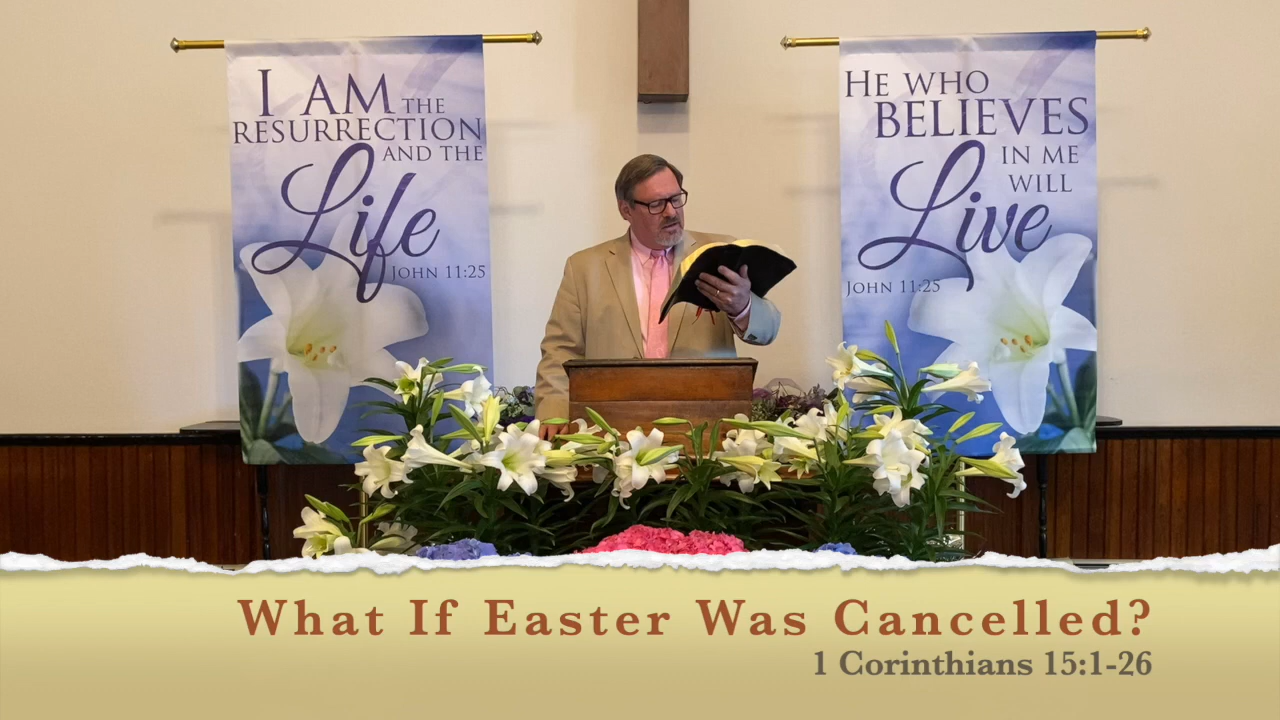 I AM THE
RESURRECTION
AND THE
Life
JOHN 11:25
HE WHO
BELIEVES
IN ME
WILL
Live
JOHN 11:25
What If Easter Was Cancelled?
1 Corinthians 15:1-26